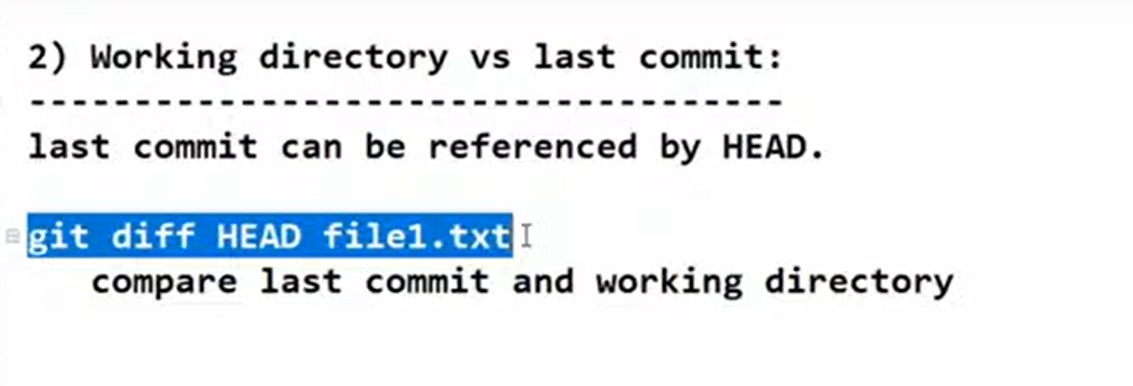 2) Working directory vs last commit:
------------------------------------
last commit can be referenced by HEAD.
git diff HEAD file1.txt
compare last commit and working directory